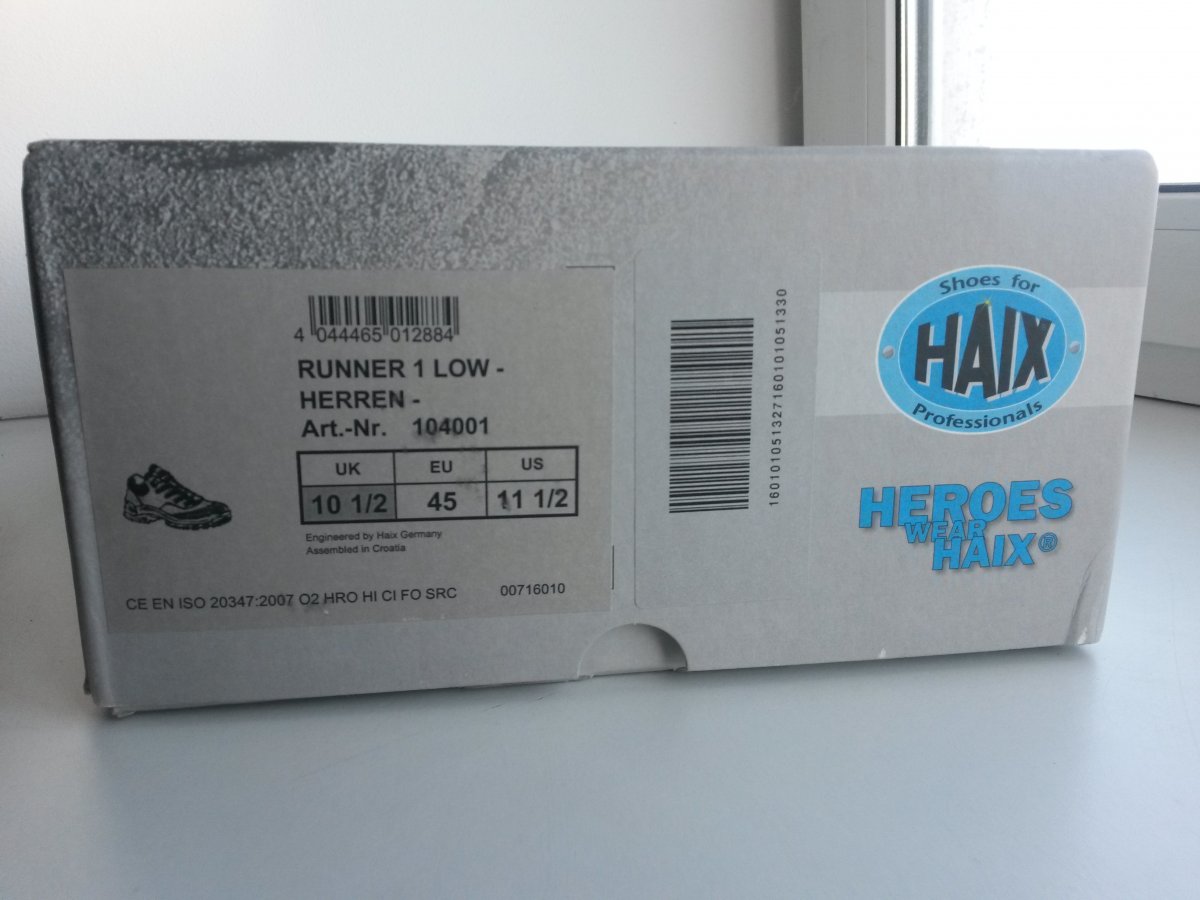 4 044465 012884
RUNNER 1 LOW -
HERREN -
Art.-Nr. 104001
UK EU US
10 1/2 45 11 1/2
Engineered by Haix Germany
Assembled in Croatia
CE EN ISO 20347:2007 O2 HRO HI CI FO SRC 00716010
1601010513271601010513​30
Shoes for
HAIX
Professionals
HEROES
WEAR
HAIX®